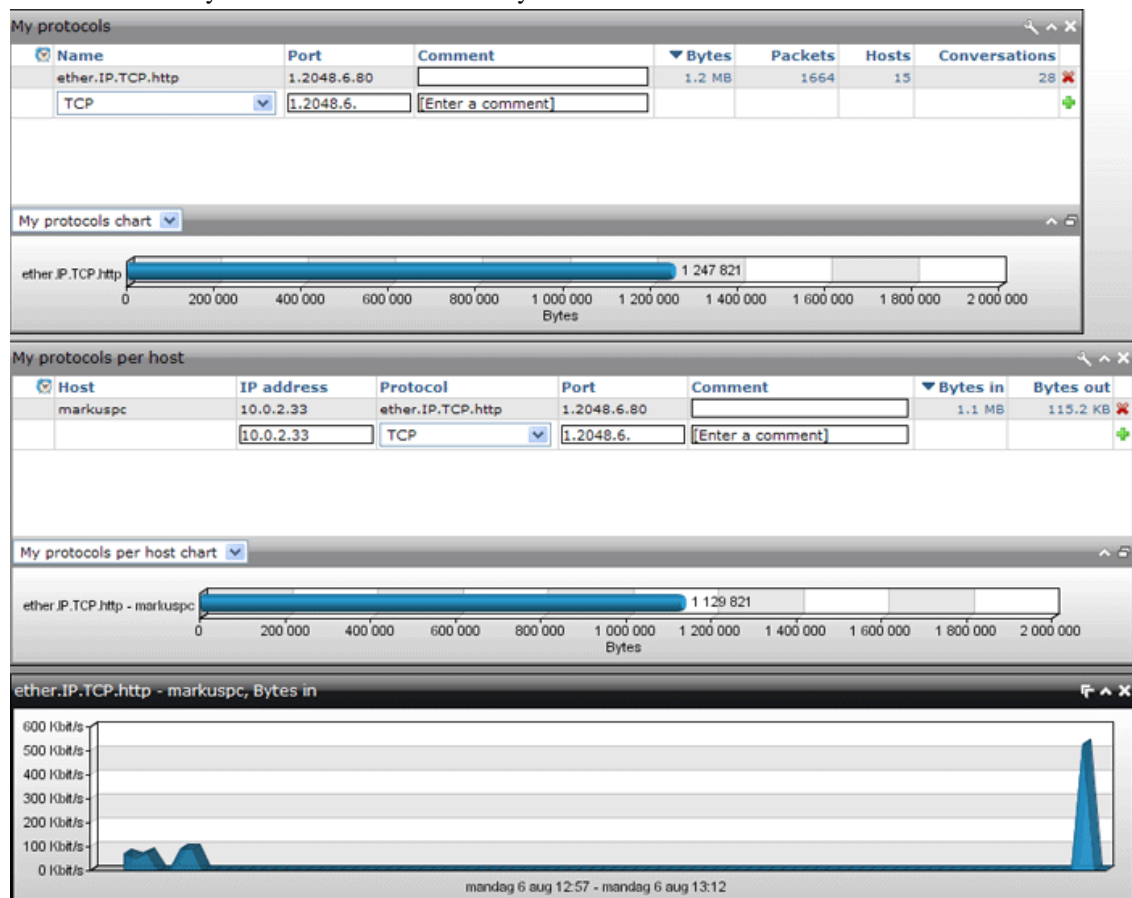 My protocols
Name Port Comment Bytes Packets Hosts Conversations
ether.IP.TCP.http 1.2048.6.80 1.2 MB 1664 15 28
TCP 1.2048.6. [Enter a comment]
My protocols chart
ether.IP.TCP.http 1 247 821
0 200 000 400 000 600 000 800 000 1 000 000 1 200 000 1 400 000 1 600 000 1 800 000 2 000 000
Bytes
My protocols per host
Host IP address Protocol Port Comment Bytes in Bytes out
markuspc 10.0.2.33 ether.IP.TCP.http 1.2048.6.80 1.1 MB 115.2 KB
10.0.2.33 TCP 1.2048.6. [Enter a comment]
My protocols per host chart
ether.IP.TCP.http - markuspc 1 129 821
0 200 000 400 000 600 000 800 000 1 000 000 1 200 000 1 400 000 1 600 000 1 800 000 2 000 000
Bytes
ether.IP.TCP.http - markuspc, Bytes in
600 Kbit/s
500 Kbit/s
400 Kbit/s
300 Kbit/s
200 Kbit/s
100 Kbit/s
0 Kbit/s
mandag 6 aug 12:57 - mandag 6 aug 13:12